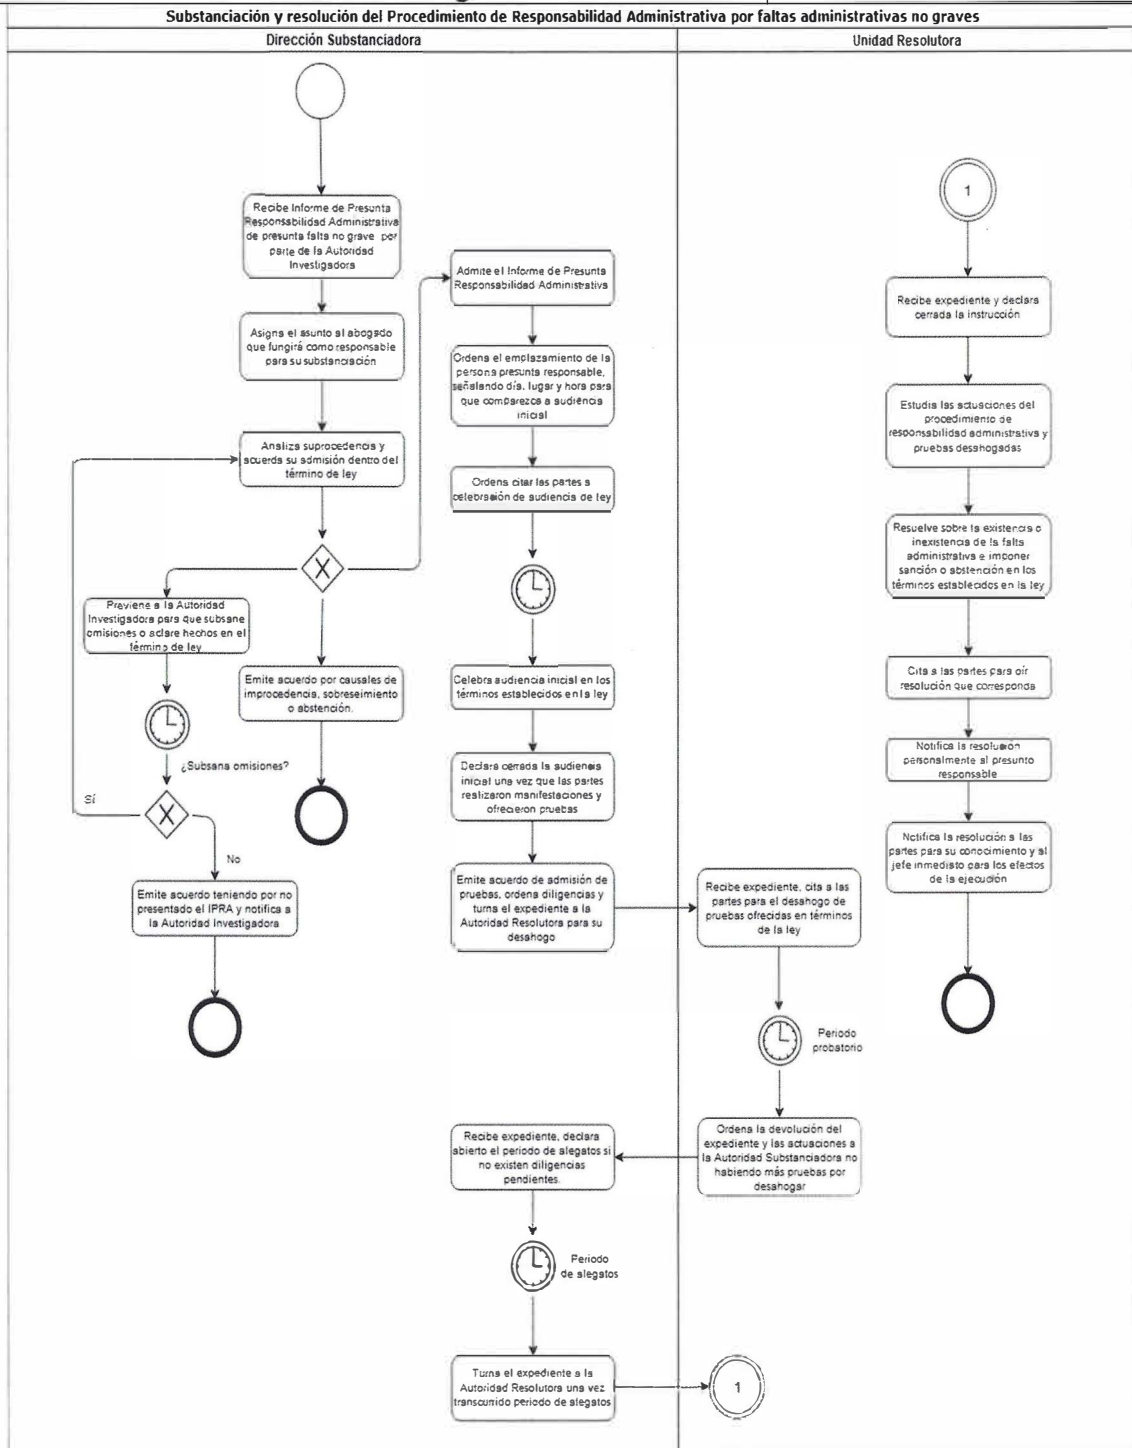 Substanciación y resolución del Procedimiento de Responsabilidad Administrativa por faltas administrativas no graves
Dirección Substanciadora
Unidad Resolutora
Recibe Informe de Presunta
Responsabilidad Administrativa
de presunta falta no grave por
parte de la Autoridad
Investigadora
Asigna el asunto al abogado
que fungirá como responsable
para su substanciación
Analiza suprocedencia y
acuerda su admisión dentro del
término de ley
Previene a la Autoridad
Investigadora para que subsane
omisiones o aclare hechos en el
término de ley
¿Subsana omisiones?
Sí
No
Emite acuerdo teniendo por no
presentado el IPRA y notifica a
la Autoridad Investigadora
Emite acuerdo por causales de
improcedencia, sobreseimiento
o abstención.
Admite el Informe de Presunta
Responsabilidad Administrativa
Ordena el emplazamiento de la
persona presunta responsable,
señalando día, lugar y hora para
que comparezca a audiencia
inicial
Ordena citar las partes a
celebración de audiencia de ley
Celebra audiencia inicial en los
términos establecidos en la ley
Declara cerrada la audiencia
inicial una vez que las partes
realizaron manifestaciones y
ofrecieron pruebas
Emite acuerdo de admisión de
pruebas, ordena diligencias y
turna el expediente a la
Autoridad Resolutora para su
desahogo
Recibe expediente, cita a las
partes para el desahogo de
pruebas ofrecidas en términos
de la ley
Periodo
probatorio
Ordena la devolución del
expediente y las actuaciones a
la Autoridad Substanciadora no
habiendo más pruebas por
desahogar
Recibe expediente, declara
abierto el periodo de alegatos si
no existen diligencias
pendientes.
Periodo
de alegatos
Turna el expediente a la
Autoridad Resolutora una vez
transcurrido periodo de alegatos
1
1
Recibe expediente y declara
cerrada la instrucción
Estudia las actuaciones del
procedimiento de
responsabilidad administrativa y
pruebas desahogadas
Resuelve sobre la existencia o
inexistencia de la falta
administrativa e imponer
sanción o abstención en los
términos establecidos en la ley
Cita a las partes para oír
resolución que corresponda
Notifica la resolución
personalmente al presunto
responsable
Notifica la resolución a las
partes para su conocimiento y al
jefe inmediato para los efectos
de la ejecución